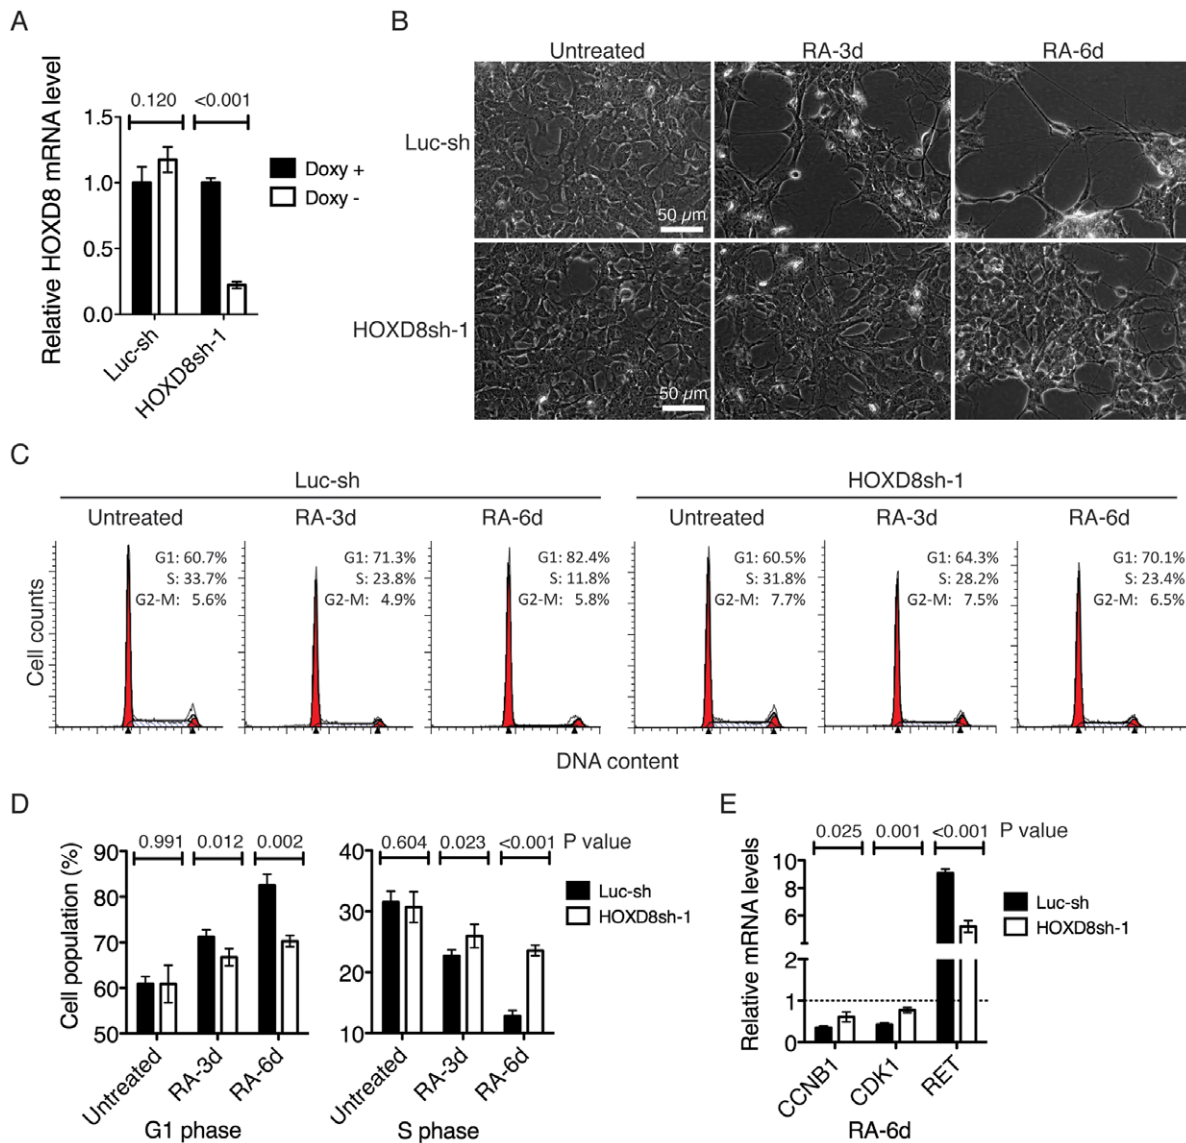 A
0.120 <0.001
Relative HOXD8 mRNA level
1.5
1.0
0.5
0.0
Luc-sh
HOXD8sh-1
Doxy +
Doxy -
B
Untreated RA-3d RA-6d
Luc-sh
50 µm
HOXD8sh-1
50 µm
C
Luc-sh HOXD8sh-1
Untreated RA-3d RA-6d Untreated RA-3d RA-6d
Cell counts
G1: 60.7%
S: 33.7%
G2-M: 5.6%
G1: 71.3%
S: 23.8%
G2-M: 4.9%
G1: 82.4%
S: 11.8%
G2-M: 5.8%
G1: 60.5%
S: 31.8%
G2-M: 7.7%
G1: 64.3%
S: 28.2%
G2-M: 7.5%
G1: 70.1%
S: 23.4%
G2-M: 6.5%
DNA content
D
Cell population (%)
0.991 0.012 0.002
90
80
70
60
50
Untreated
RA-3d
RA-6d
G1 phase
0.604 0.023 <0.001 P value
40
30
20
10
Untreated
RA-3d
RA-6d
S phase
Luc-sh
HOXD8sh-1
E
Relative mRNA levels
0.025 0.001 <0.001 P value
10
8
6
4
2
1
0
CCNB1
CDK1
RET
RA-6d
Luc-sh
HOXD8sh-1